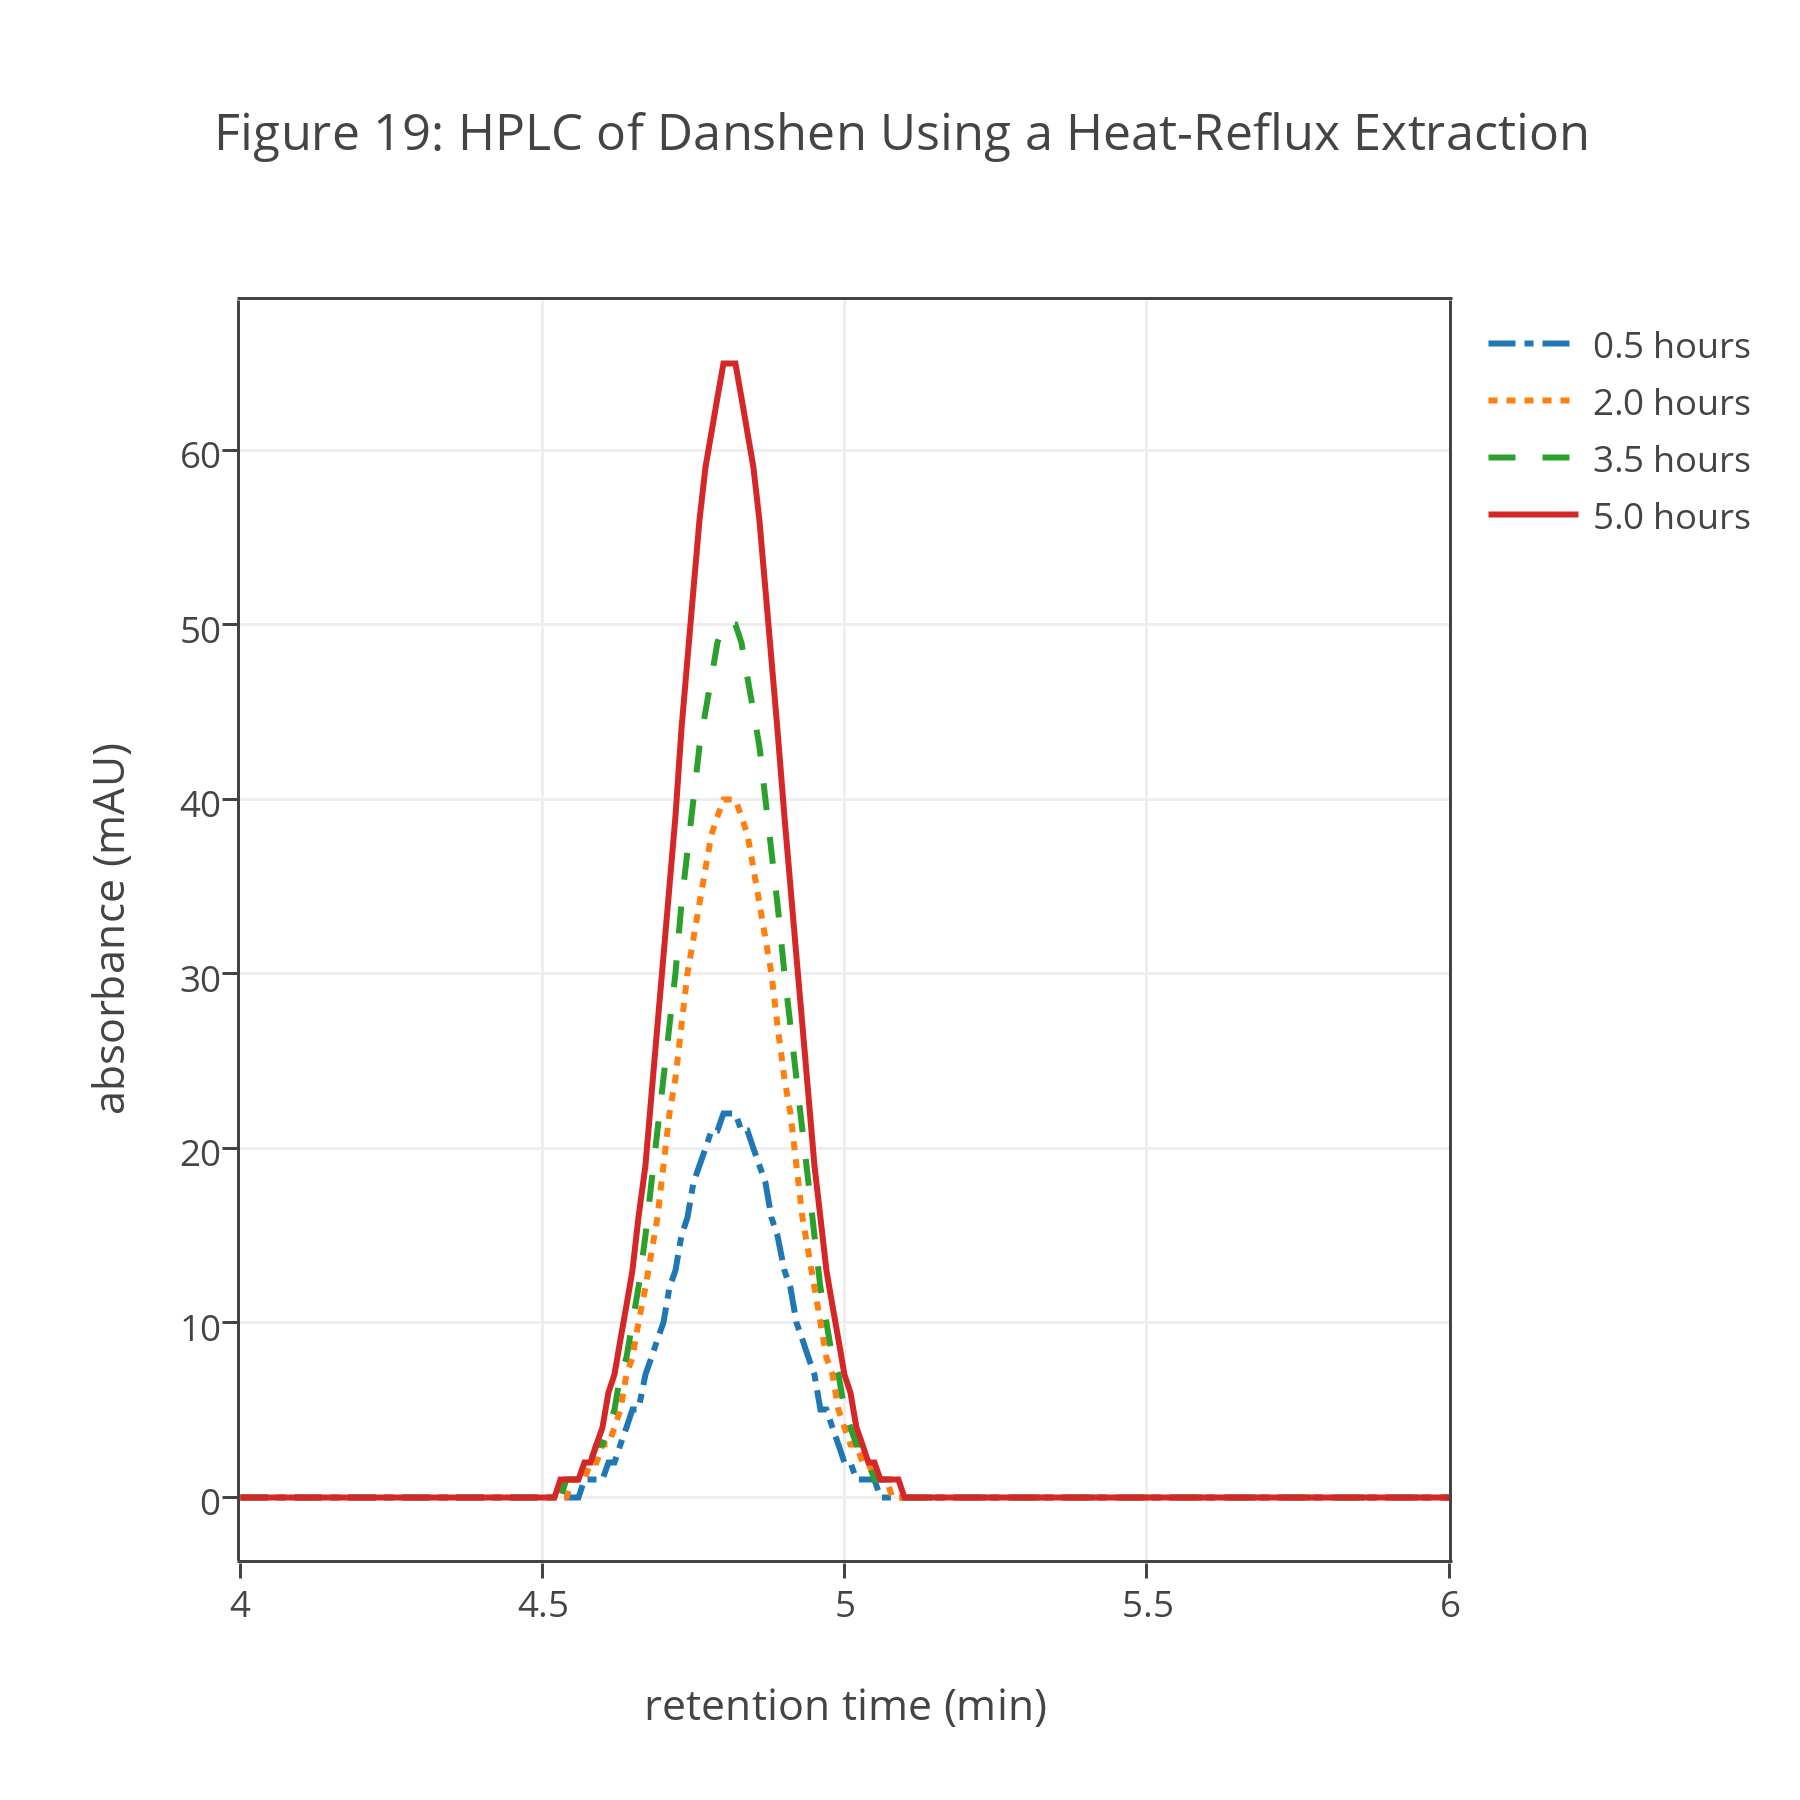 Figure 19: HPLC of Danshen Using a Heat-Reflux Extraction
0.5 hours
2.0 hours
3.5 hours
5.0 hours
absorbance (mAU)
60
50
40
30
20
10
0
4
4.5
5
5.5
6
retention time (min)